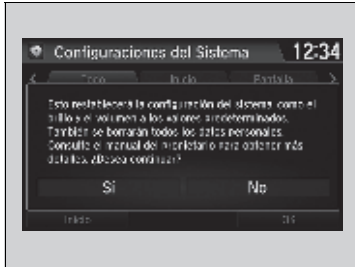 Configuraciones del Sistema 12:34
Todo Inicio Pantalla
Esto restablecerá la configuración del sistema, como el
brillo y el volumen a los valores predeterminados.
También se borrarán todos los datos personales.
Consulte el manual del propietario para obtener más
detalles. ¿Desea continuar?
Sí No
Inicio OK